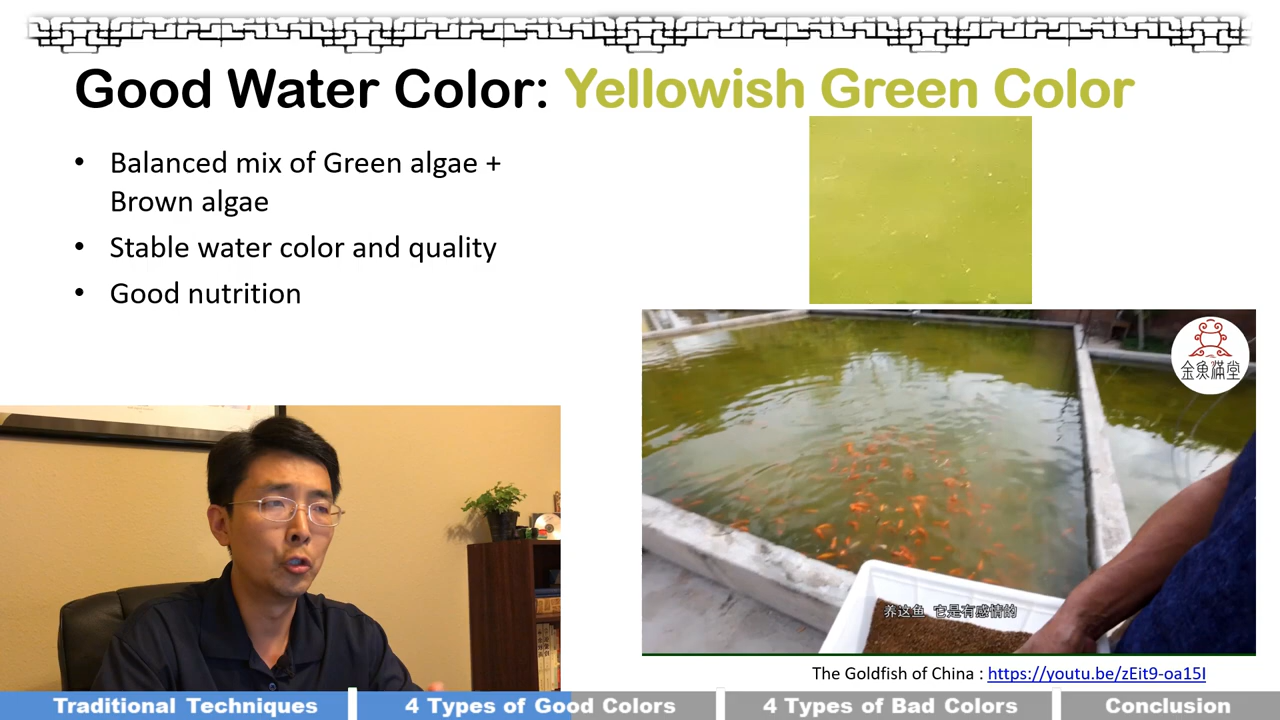 Good Water Color: Yellowish Green Color
• Balanced mix of Green algae +
Brown algae
• Stable water color and quality
• Good nutrition
金魚滿堂
养这鱼 它是有感情的
The Goldfish of China : https://youtu.be/zEit9-oa15I
Traditional Techniques
4 Types of Good Colors
4 Types of Bad Colors
Conclusion